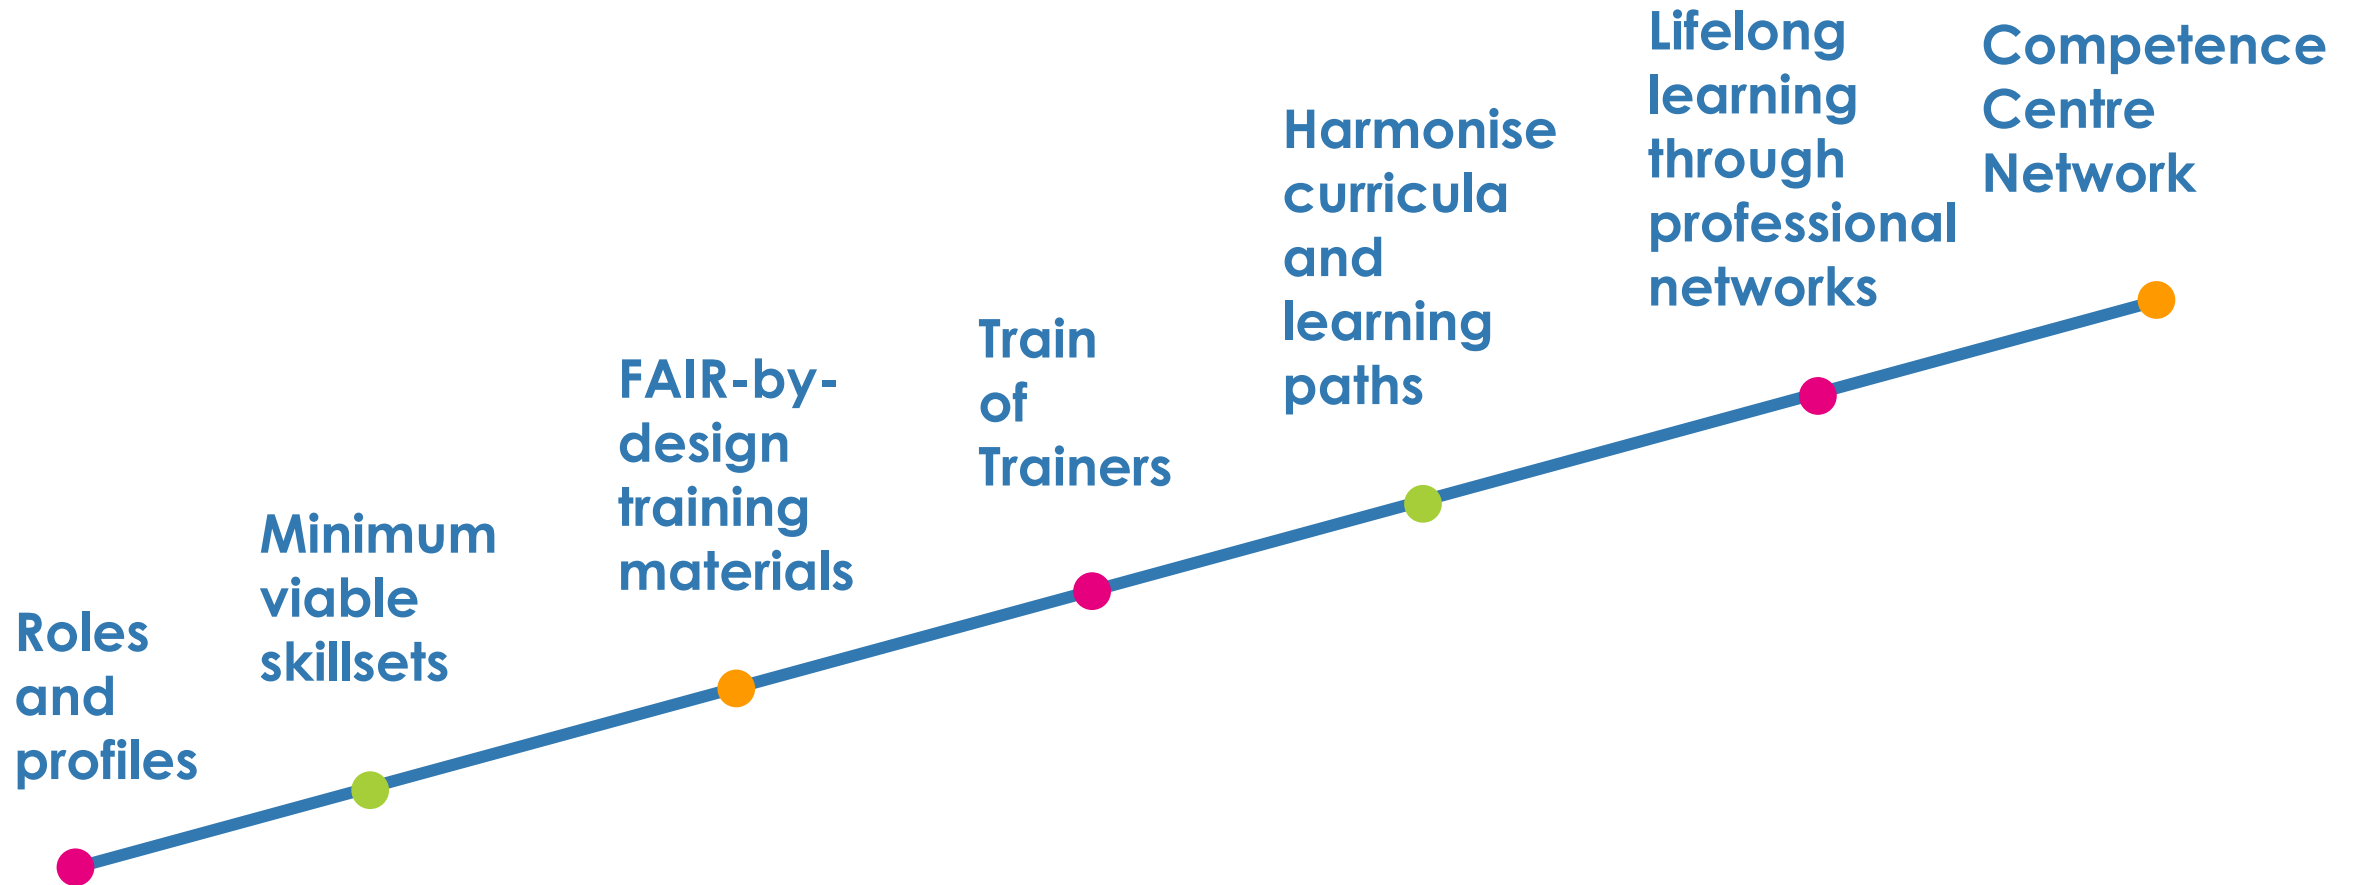 Roles
and
profiles
Minimum
viable
skillsets
FAIR-by-
design
training
materials
Train
of
Trainers
Harmonise
curricula
and
learning
paths
Lifelong
learning
through
professional
networks
Competence
Centre
Network